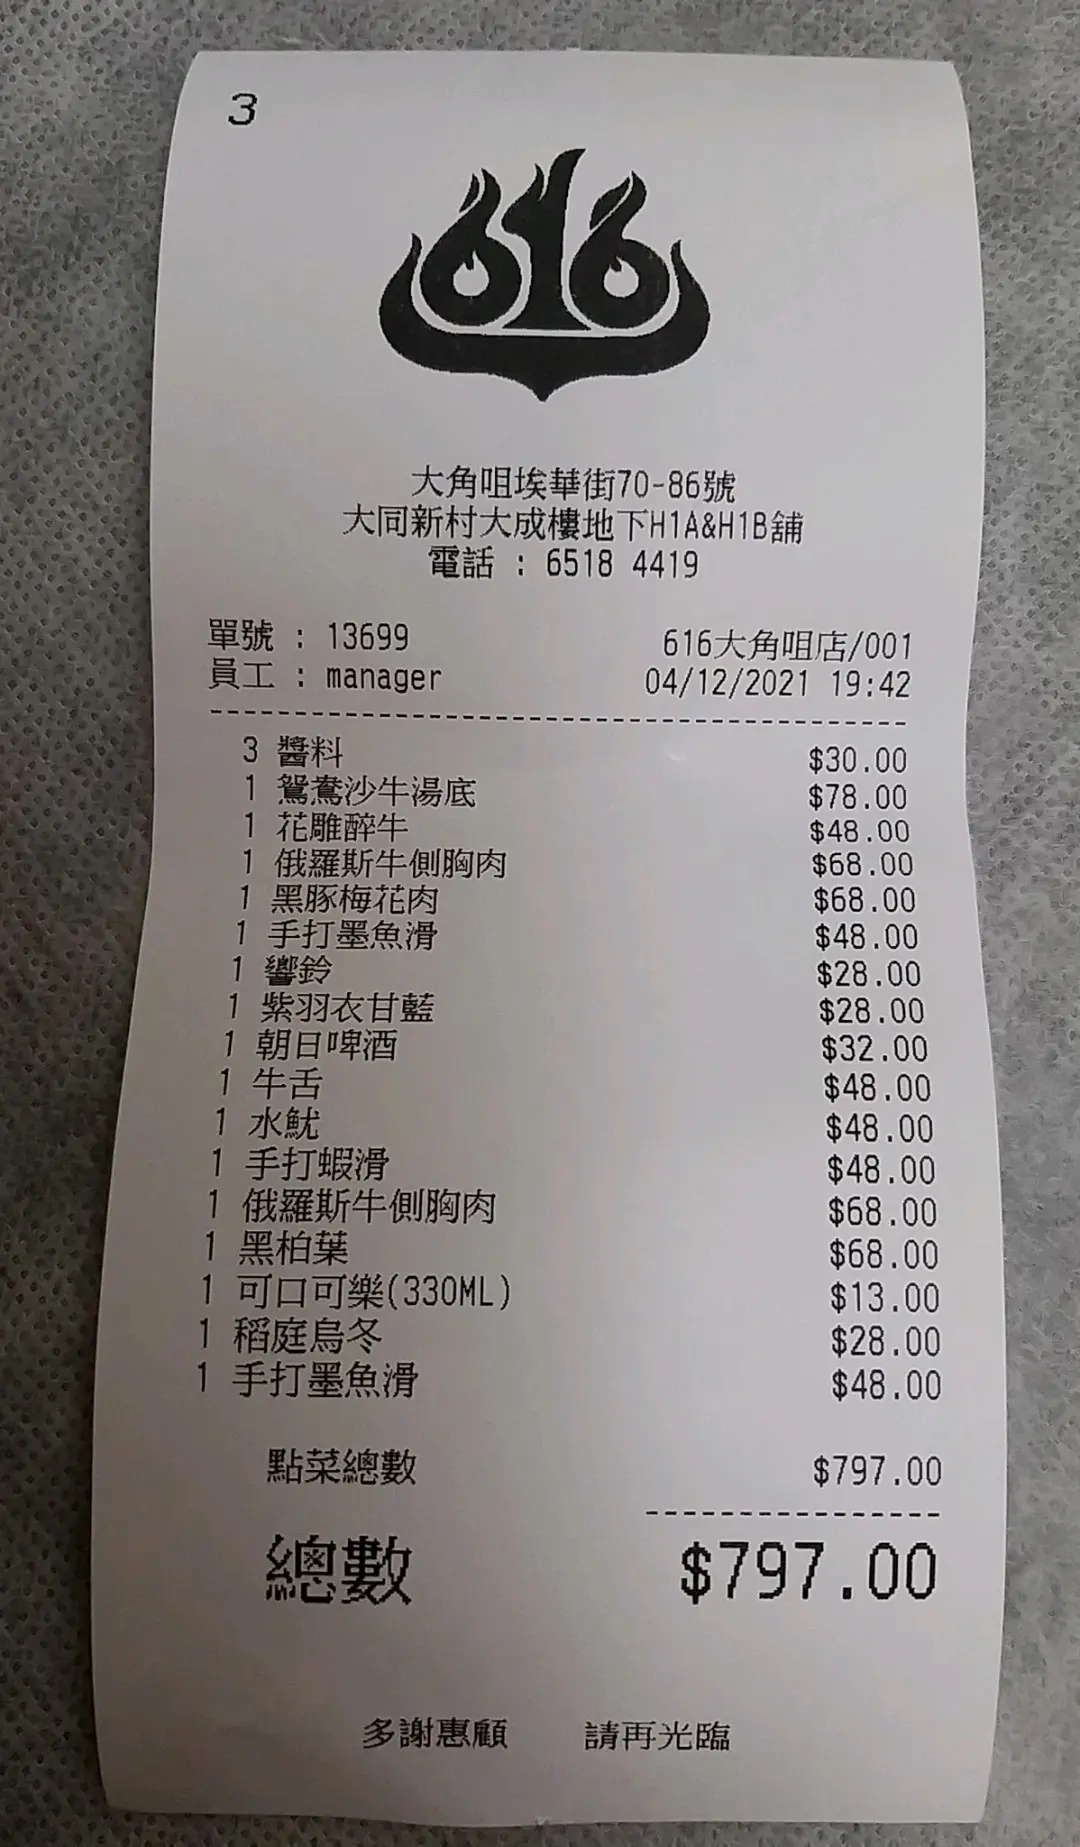 3
616
大角咀埃華街70-86號
大同新村大成樓地下H1A&H1B舖
電話 : 6518 4419
單號 : 13699 616大角咀店/001
員工 : manager 04/12/2021 19:42
3 醬料 $30.00
1 鴛鴦沙牛湯底 $78.00
1 花雕醉牛 $48.00
1 俄羅斯牛側胸肉 $68.00
1 黑豚梅花肉 $68.00
1 手打墨魚滑 $48.00
1 響鈴 $28.00
1 紫羽衣甘藍 $28.00
1 朝日啤酒 $32.00
1 牛舌 $48.00
1 水魷 $48.00
1 手打蝦滑 $48.00
1 俄羅斯牛側胸肉 $68.00
1 黑柏葉 $68.00
1 可口可樂(330ML) $13.00
1 稻庭烏冬 $28.00
1 手打墨魚滑 $48.00
點菜總數 $797.00
總數 $797.00
多謝惠顧 請再光臨